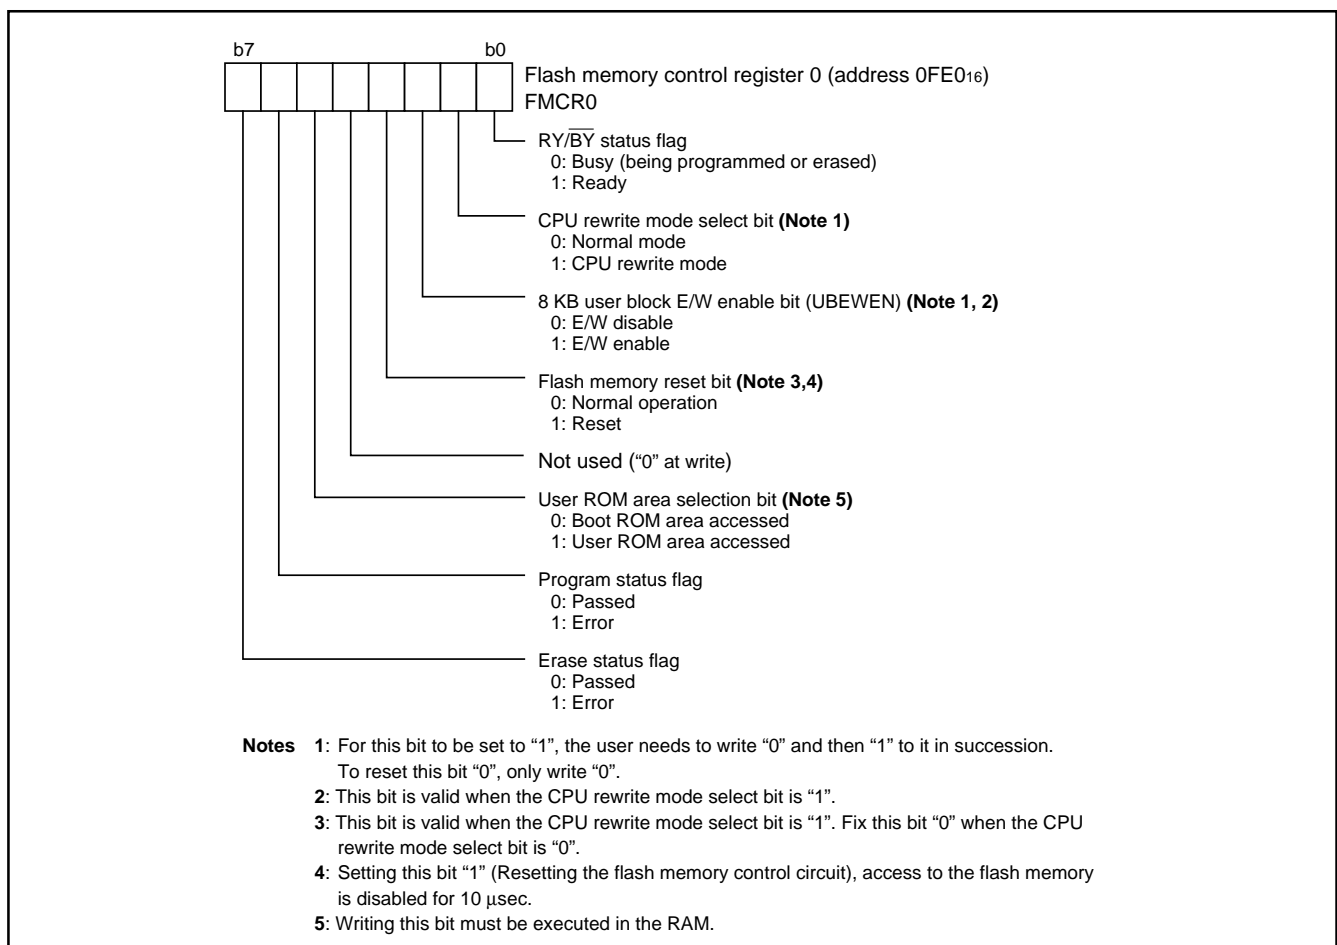 b7 b0
Flash memory control register 0 (address 0FE016)
FMCR0
RY/BY status flag
0: Busy (being programmed or erased)
1: Ready
CPU rewrite mode select bit (Note 1)
0: Normal mode
1: CPU rewrite mode
8 KB user block E/W enable bit (UBEWEN) (Note 1, 2)
0: E/W disable
1: E/W enable
Flash memory reset bit (Note 3,4)
0: Normal operation
1: Reset
Not used (“0” at write)
User ROM area selection bit (Note 5)
0: Boot ROM area accessed
1: User ROM area accessed
Program status flag
0: Passed
1: Error
Erase status flag
0: Passed
1: Error
Notes 1: For this bit to be set to “1”, the user needs to write “0” and then “1” to it in succession.
To reset this bit “0”, only write “0”.
2: This bit is valid when the CPU rewrite mode select bit is “1”.
3: This bit is valid when the CPU rewrite mode select bit is “1”. Fix this bit “0” when the CPU
rewrite mode select bit is “0”.
4: Setting this bit “1” (Resetting the flash memory control circuit), access to the flash memory
is disabled for 10 μsec.
5: Writing this bit must be executed in the RAM.